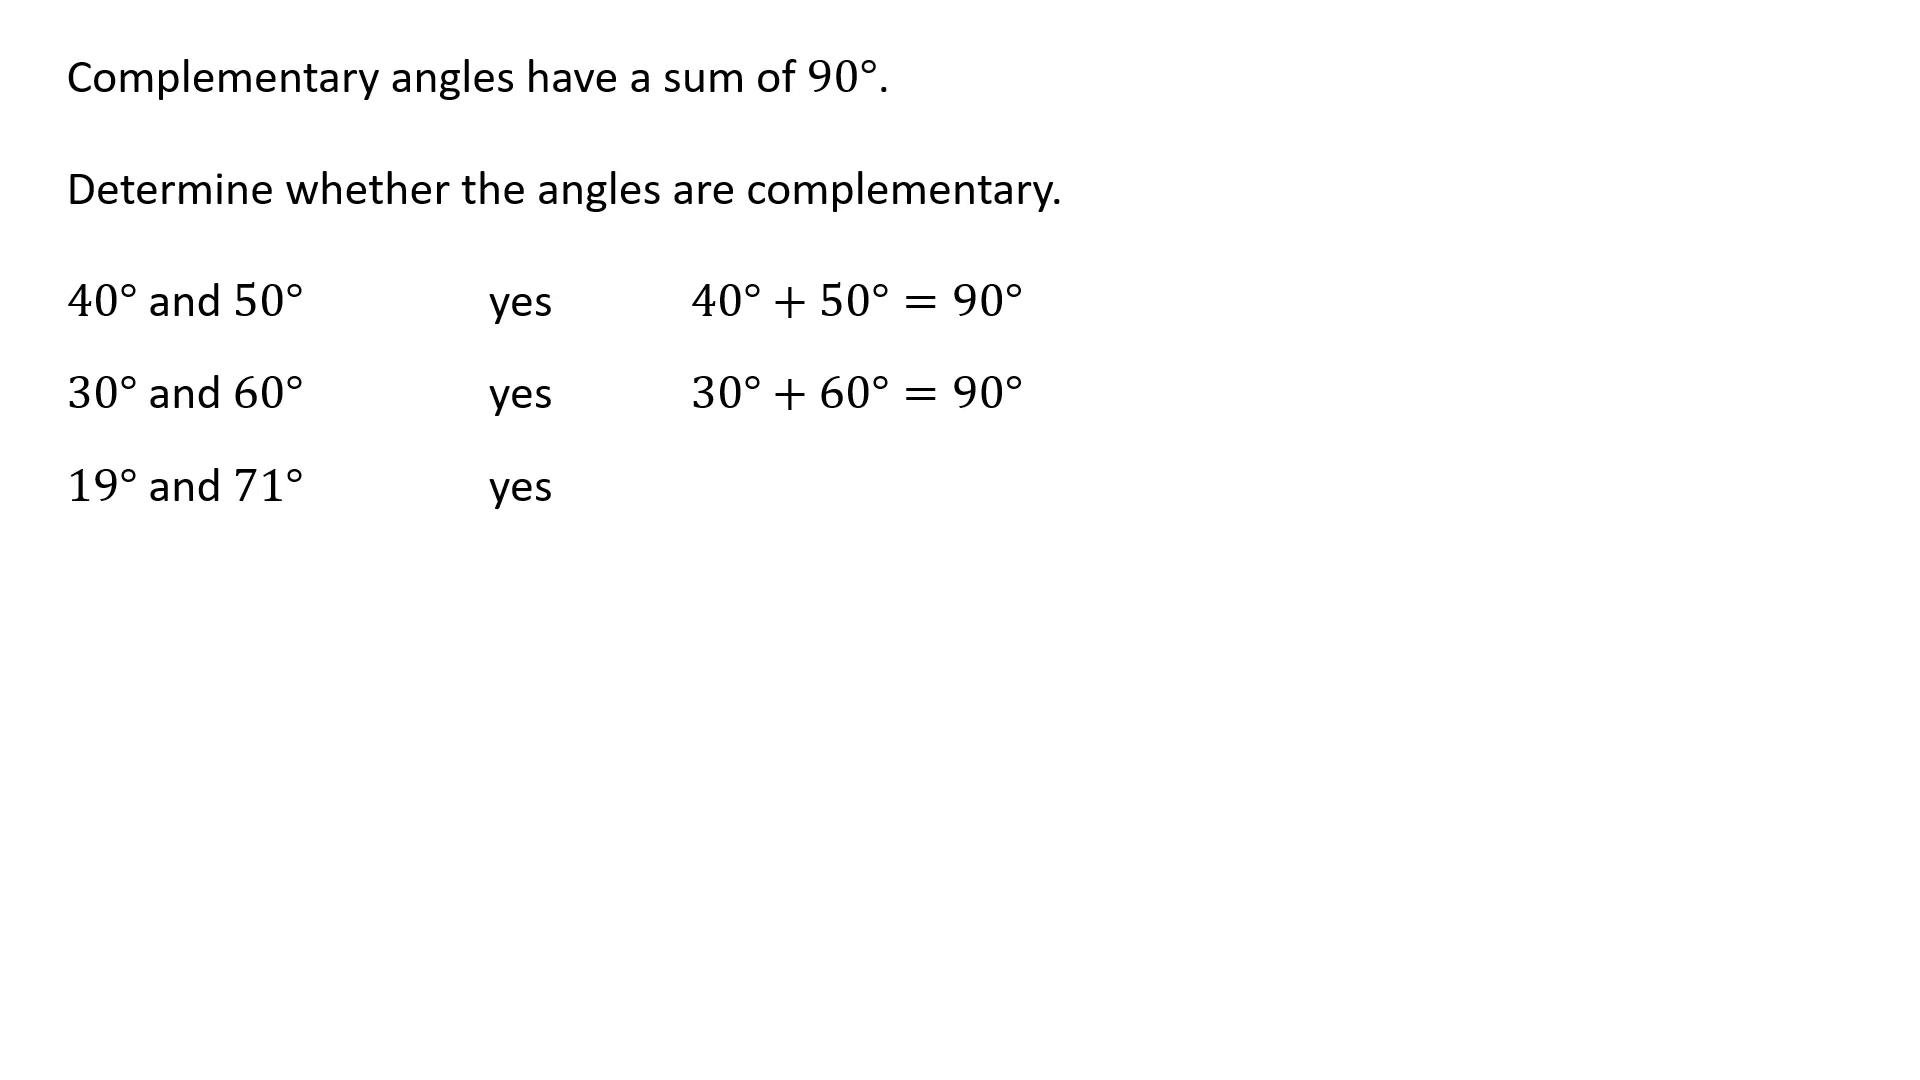 Complementary angles have a sum of 90°.
Determine whether the angles are complementary.
40° and 50° yes 40° + 50° = 90°
30° and 60° yes 30° + 60° = 90°
19° and 71° yes